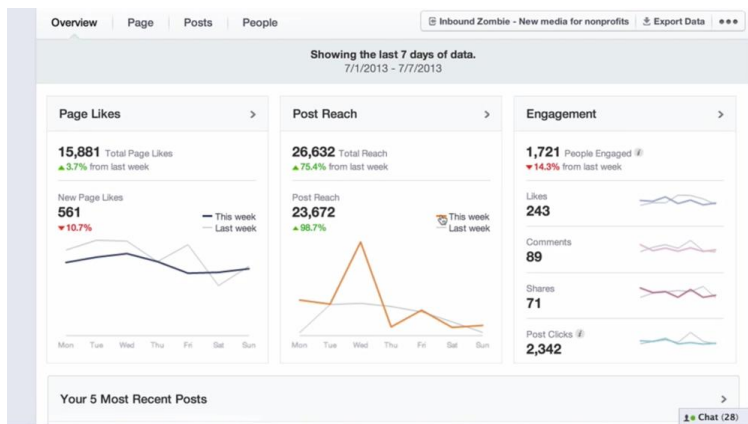 Overview Page Posts People
Inbound Zombie - New media for nonprofits Export Data
Showing the last 7 days of data.
7/1/2013 - 7/7/2013
Page Likes
15,881 Total Page Likes
3.7% from last week
New Page Likes
561
10.7%
This week
Last week
Mon Tue Wed Thu Fri Sat Sun
Post Reach
26,632 Total Reach
75.4% from last week
Post Reach
23,672
98.7%
This week
Last week
Mon Tue Wed Thu Fri Sat Sun
Engagement
1,721 People Engaged i
14.3% from last week
Likes
243
Comments
89
Shares
71
Post Clicks i
2,342
Your 5 Most Recent Posts
Chat (28)